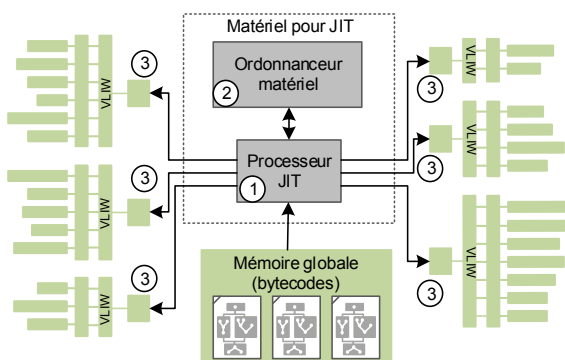 Matériel pour JIT
Ordonnanceur
matériel
2
Processeur
JIT
1
Mémoire globale
(bytecodes)
3
VLIW
3
VLIW
3
VLIW
3
VLIW
3
VLIW
3
VLIW